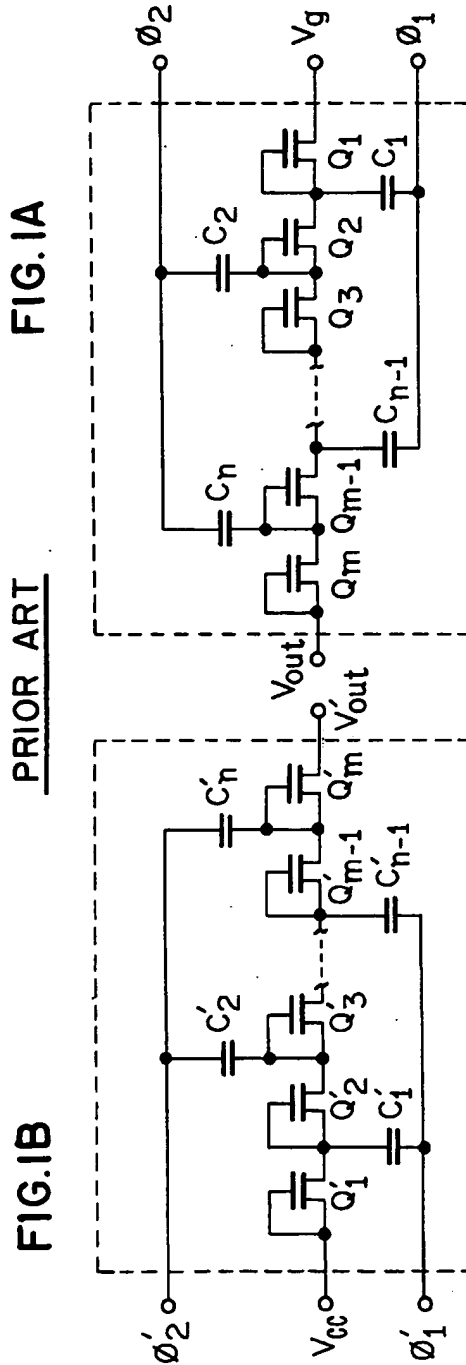 PRIOR ART
FIG.1B
FIG.1A
Ø'2
C'2
C'n
Q'1
Q'2
Q'3
Q'm-1
Q'm
VCC
V'out
C'1
C'n-1
Ø'1
Ø2
Cn
C2
Vout
Qm
Qm-1
Q3
Q2
Q1
Vg
Cn-1
C1
Ø1